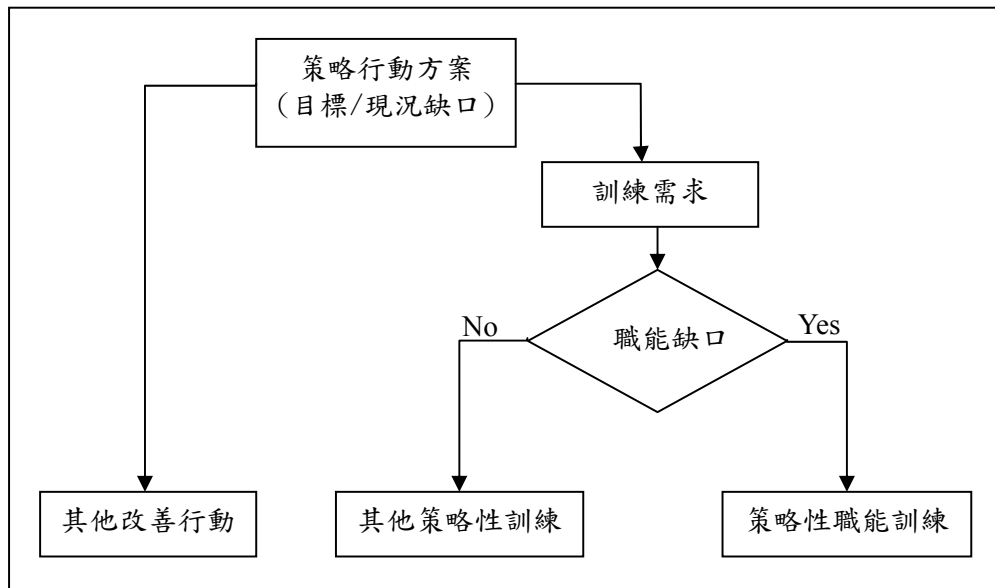 策略行動方案
(目標/現況缺口)
訓練需求
No
職能缺口
Yes
其他改善行動
其他策略性訓練
策略性職能訓練